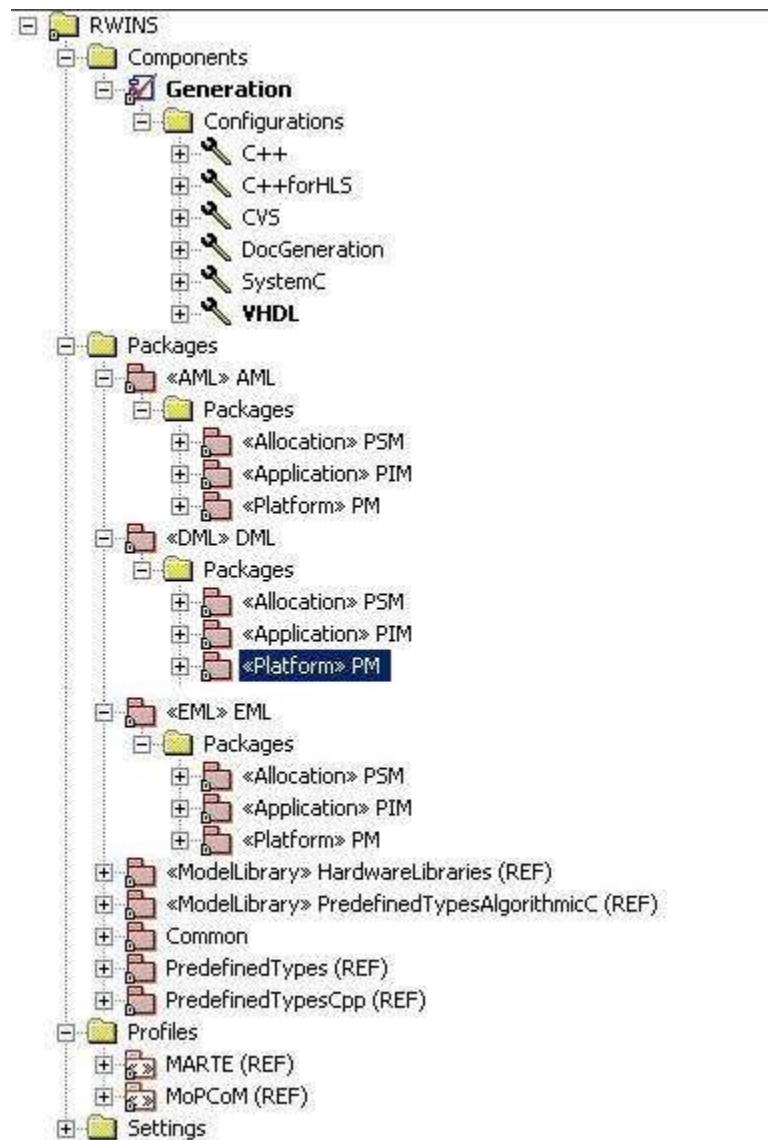 RWINS
Components
Generation
Configurations
C++
C++forHLS
CVS
DocGeneration
SystemC
VHDL
Packages
«AML» AML
Packages
«Allocation» PSM
«Application» PIM
«Platform» PM
«DML» DML
Packages
«Allocation» PSM
«Application» PIM
«Platform» PM
«EML» EML
Packages
«Allocation» PSM
«Application» PIM
«Platform» PM
«ModelLibrary» HardwareLibraries (REF)
«ModelLibrary» PredefinedTypesAlgorithmicC (REF)
Common
PredefinedTypes (REF)
PredefinedTypesCpp (REF)
Profiles
MARTE (REF)
MoPCoM (REF)
Settings